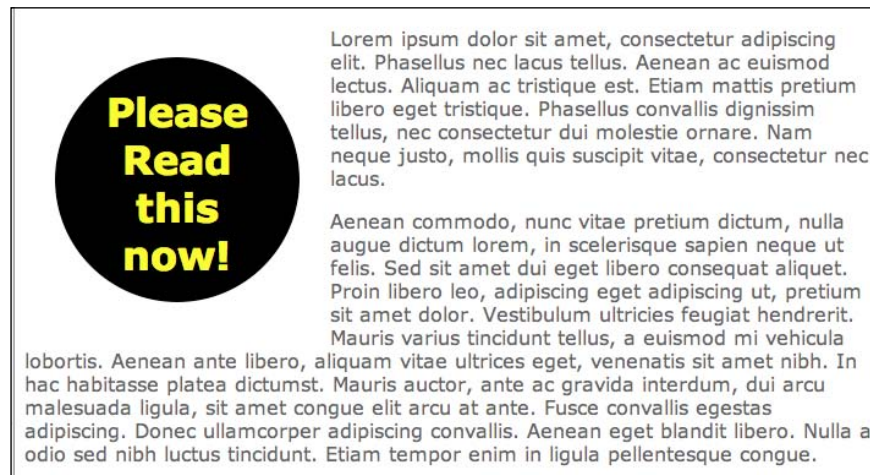 Please
Read
this
now!
Lorem ipsum dolor sit amet, consectetur adipiscing
elit. Phasellus nec lacus tellus. Aenean ac euismod
lectus. Aliquam ac tristique est. Etiam mattis pretium
libero eget tristique. Phasellus convallis dignissim
tellus, nec consectetur dui molestie ornare. Nam
neque justo, mollis quis suscipit vitae, consectetur nec
lacus.
Aenean commodo, nunc vitae pretium dictum, nulla
augue dictum lorem, in scelerisque sapien neque ut
felis. Sed sit amet dui eget libero consequat aliquet.
Proin libero leo, adipiscing eget adipiscing ut, pretium
sit amet dolor. Vestibulum ultricies feugiat hendrerit.
Mauris varius tincidunt tellus, a euismod mi vehicula
lobortis. Aenean ante libero, aliquam vitae ultrices eget, venenatis sit amet nibh. In
hac habitasse platea dictumst. Mauris auctor, ante ac gravida interdum, dui arcu
malesuada ligula, sit amet congue elit arcu at ante. Fusce convallis egestas
adipiscing. Donec ullamcorper adipiscing convallis. Aenean eget blandit libero. Nulla a
odio sed nibh luctus tincidunt. Etiam tempor enim in ligula pellentesque congue.